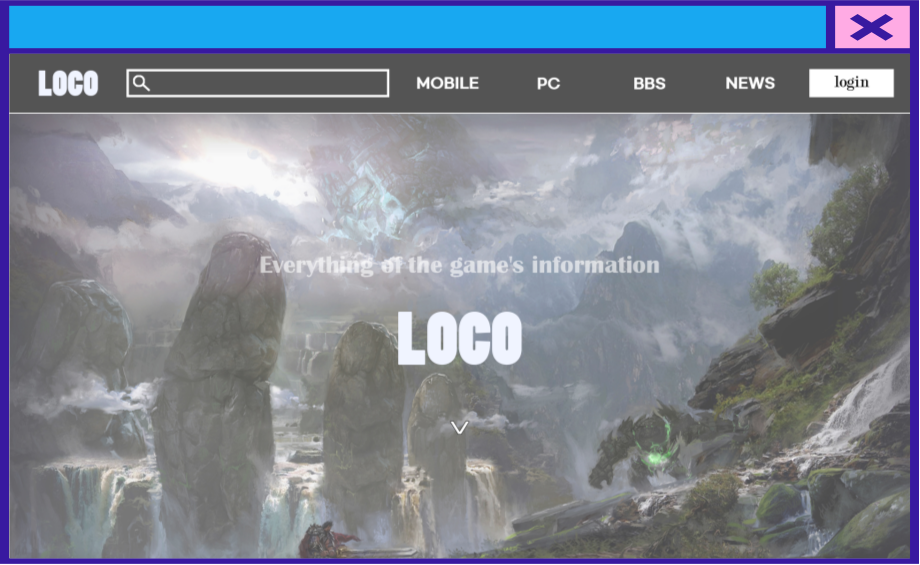 LOCO
MOBILE PC BBS NEWS login
Everything of the game's information
LOCO